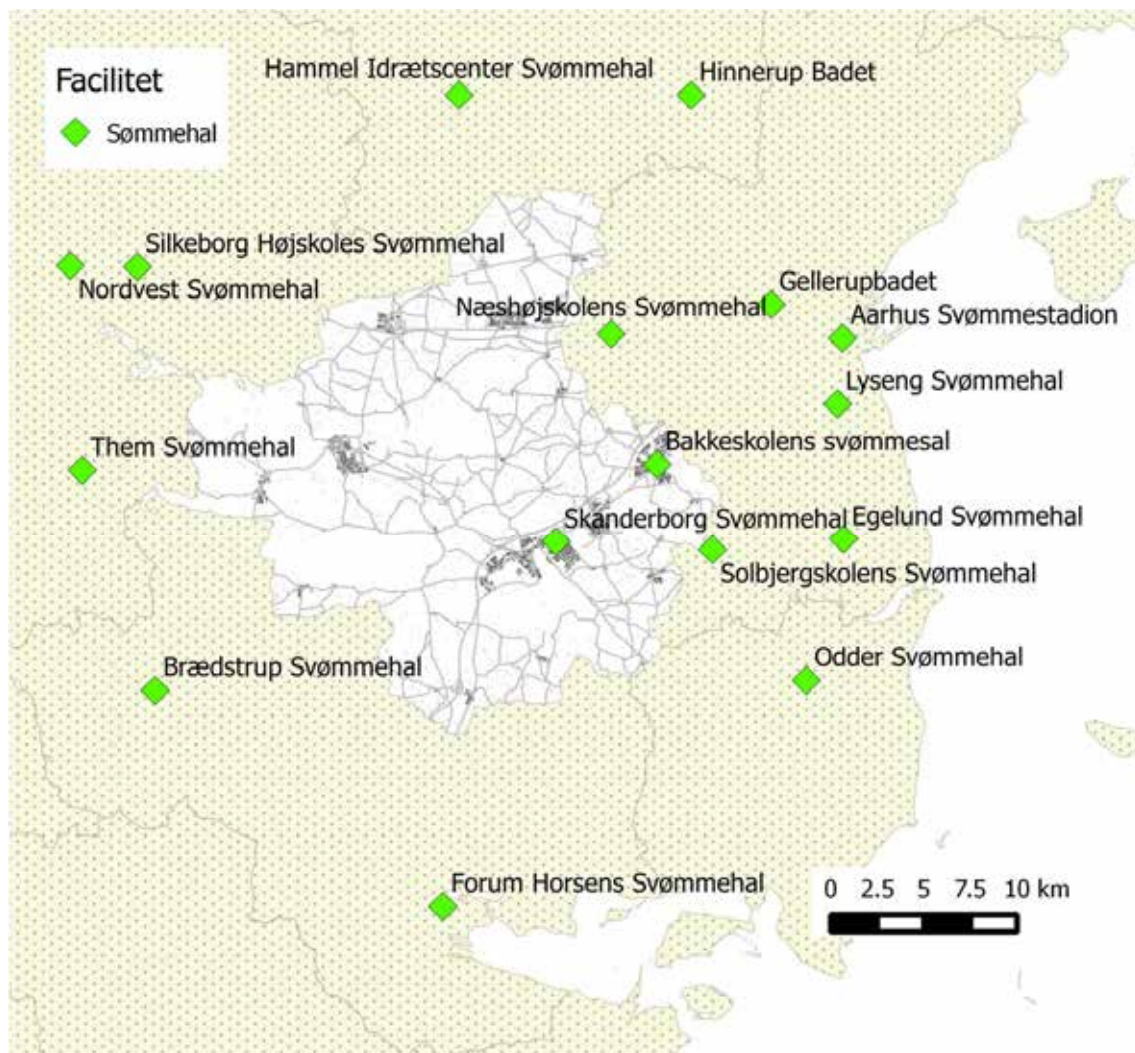 Facilitet
Sømmehal
Hammel Idrætscenter Svømmehal
Hinnerup Badet
Silkeborg Højskoles Svømmehal
Nordvest Svømmehal
Gellerupbadet
Næshøjskolens Svømmehal
Aarhus Svømmestadion
Lyseng Svømmehal
Bakkeskolens svømmesal
Them Svømmehal
Skanderborg Svømmehal
Egelund Svømmehal
Solbjergskolens Svømmehal
Odder Svømmehal
Brædstrup Svømmehal
Forum Horsens Svømmehal
0 2.5 5 7.5 10 km